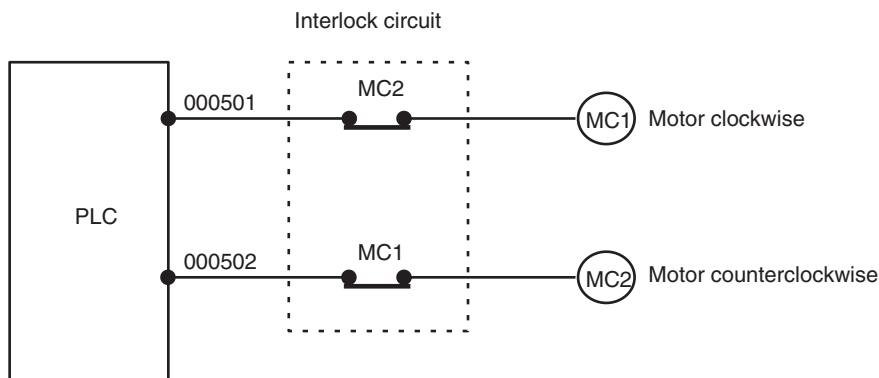 Interlock circuit
000501
MC2
MC1
Motor clockwise
PLC
000502
MC1
MC2
Motor counterclockwise